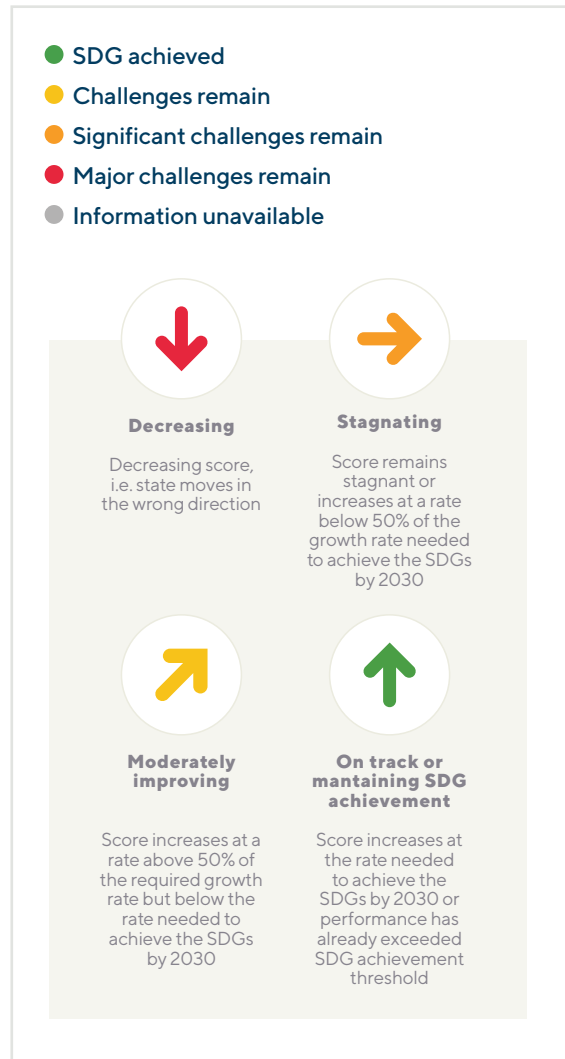 SDG achieved
Challenges remain
Significant challenges remain
Major challenges remain
Information unavailable
Decreasing
Decreasing score,
i.e. state moves in
the wrong direction
Stagnating
Score remains
stagnant or
increases at a rate
below 50% of the
growth rate needed
to achieve the SDGs
by 2030
Moderately
improving
Score increases at a
rate above 50% of
the required growth
rate but below the
rate needed to
achieve the SDGs
by 2030
On track or
mantaining SDG
achievement
Score increases at
the rate needed
to achieve the
SDGs by 2030 or
performance has
already exceeded
SDG achievement
threshold